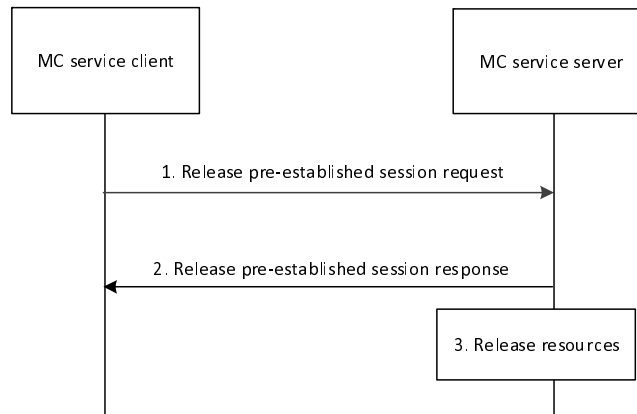 MC service client
MC service server
1. Release pre-established session request
2. Release pre-established session response
3. Release resources